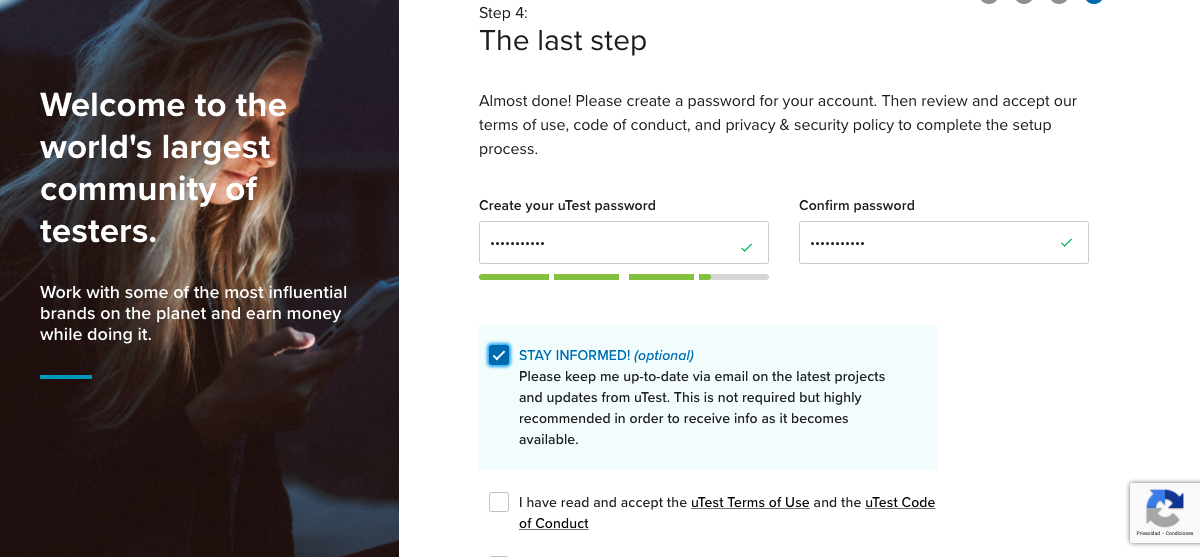 Welcome to the
world's largest
community of
testers.
Work with some of the most influential
brands on the planet and earn money
while doing it.
Step 4:
The last step
Almost done! Please create a password for your account. Then review and accept our
terms of use, code of conduct, and privacy & security policy to complete the setup
process.
Create your uTest password
Confirm password
STAY INFORMED! (optional)
Please keep me up-to-date via email on the latest projects
and updates from uTest. This is not required but highly
recommended in order to receive info as it becomes
available.
I have read and accept the uTest Terms of Use and the uTest Code
of Conduct
Privacidad - Condiciones